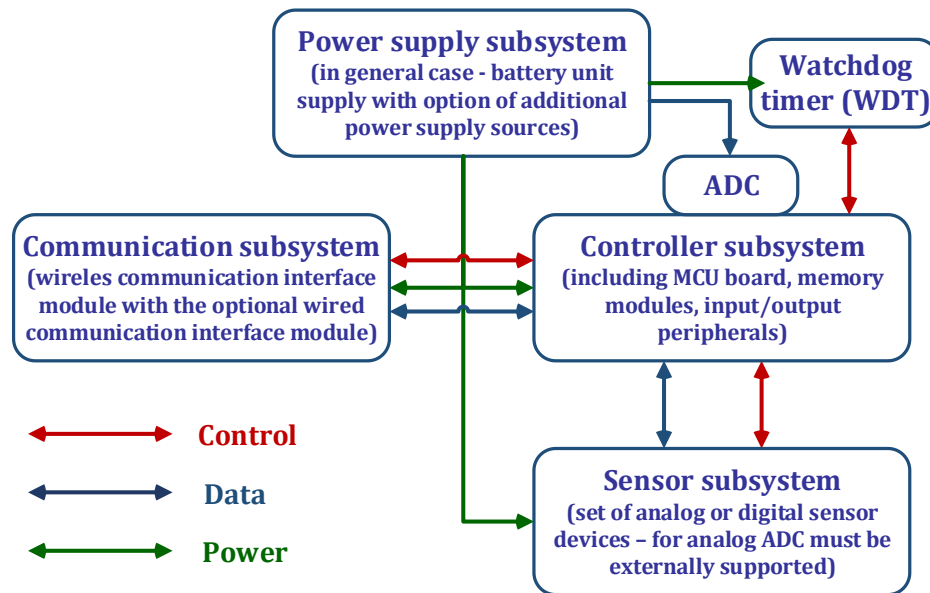 Power supply subsystem
(in general case - battery unit
supply with option of additional
power supply sources)
Watchdog
timer (WDT)
ADC
Communication subsystem
(wireles communication interface
module with the optional wired
communication interface module)
Controller subsystem
(including MCU board, memory
modules, input/output
peripherals)
Control
Data
Power
Sensor subsystem
(set of analog or digital sensor
devices – for analog ADC must be
externally supported)